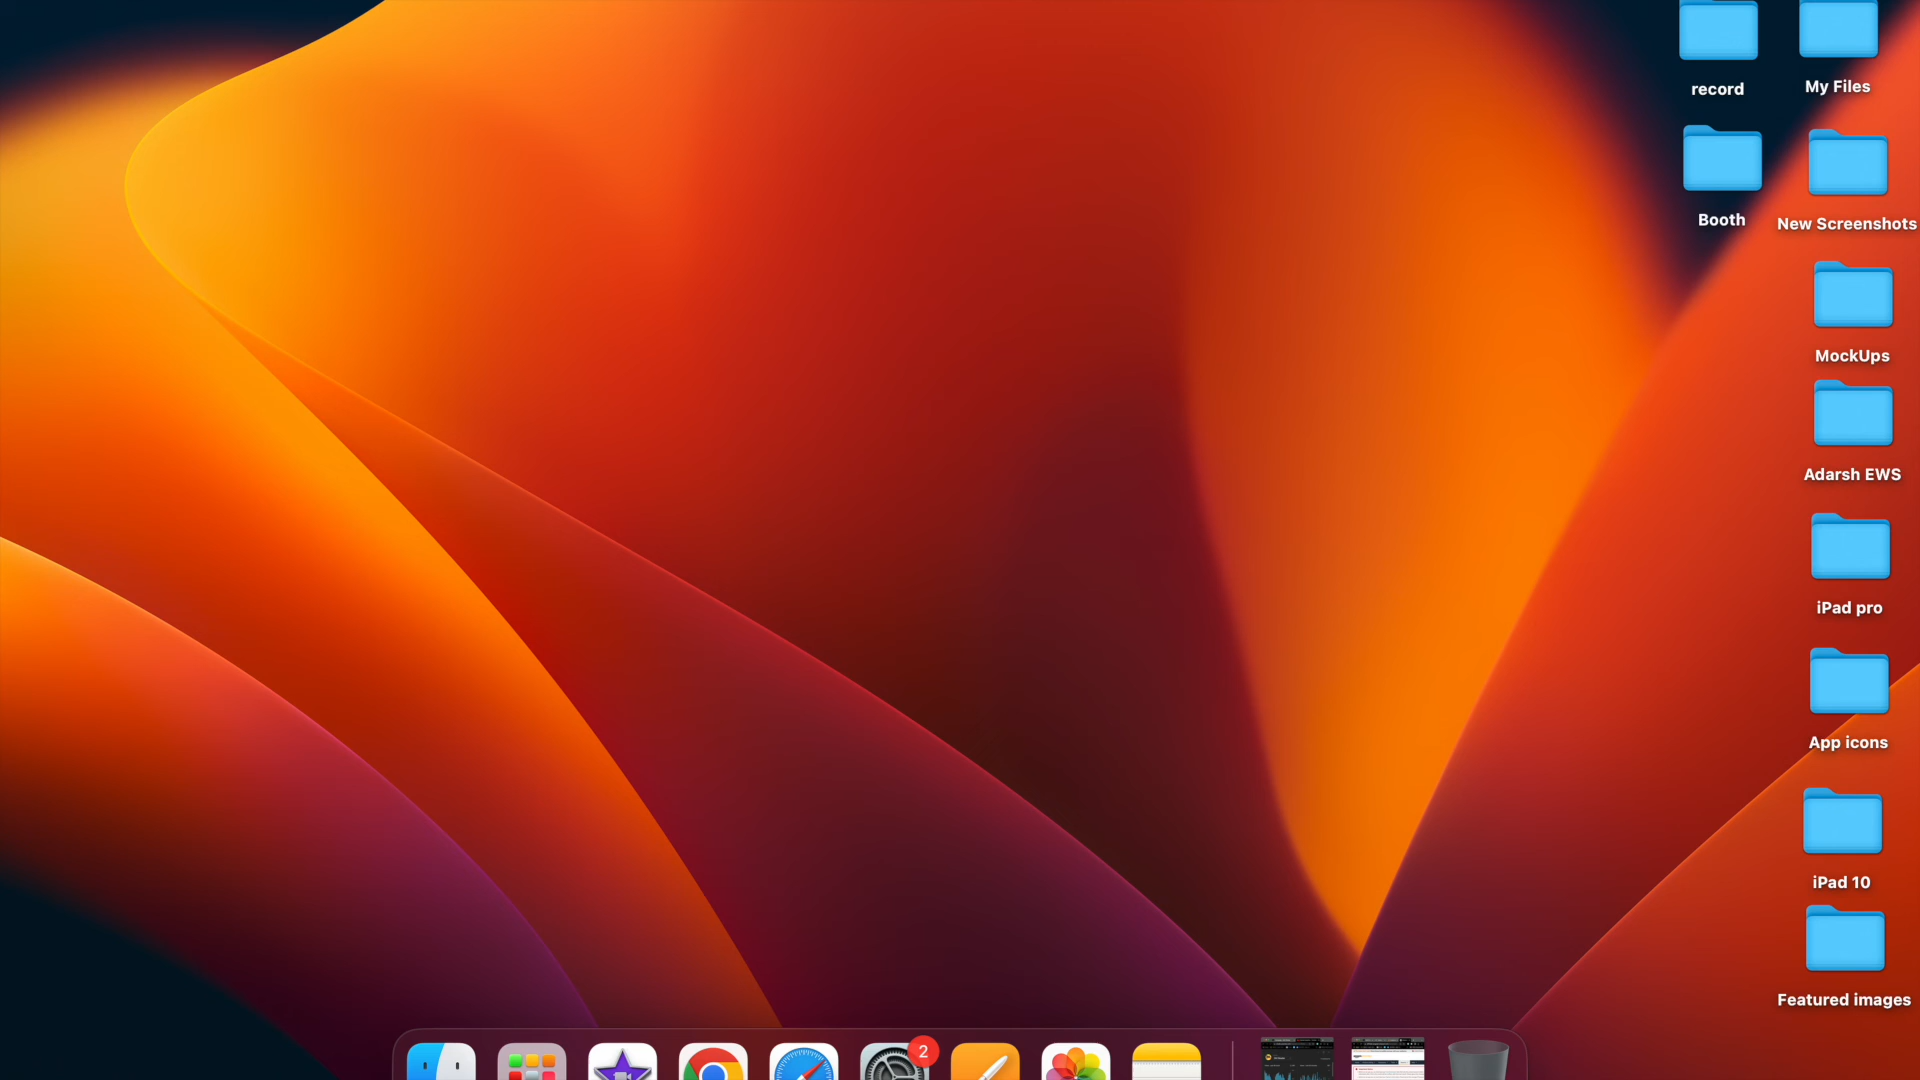 record
My Files
Booth
New Screenshots
MockUps
Adarsh EWS
iPad pro
App icons
iPad 10
Featured images
2